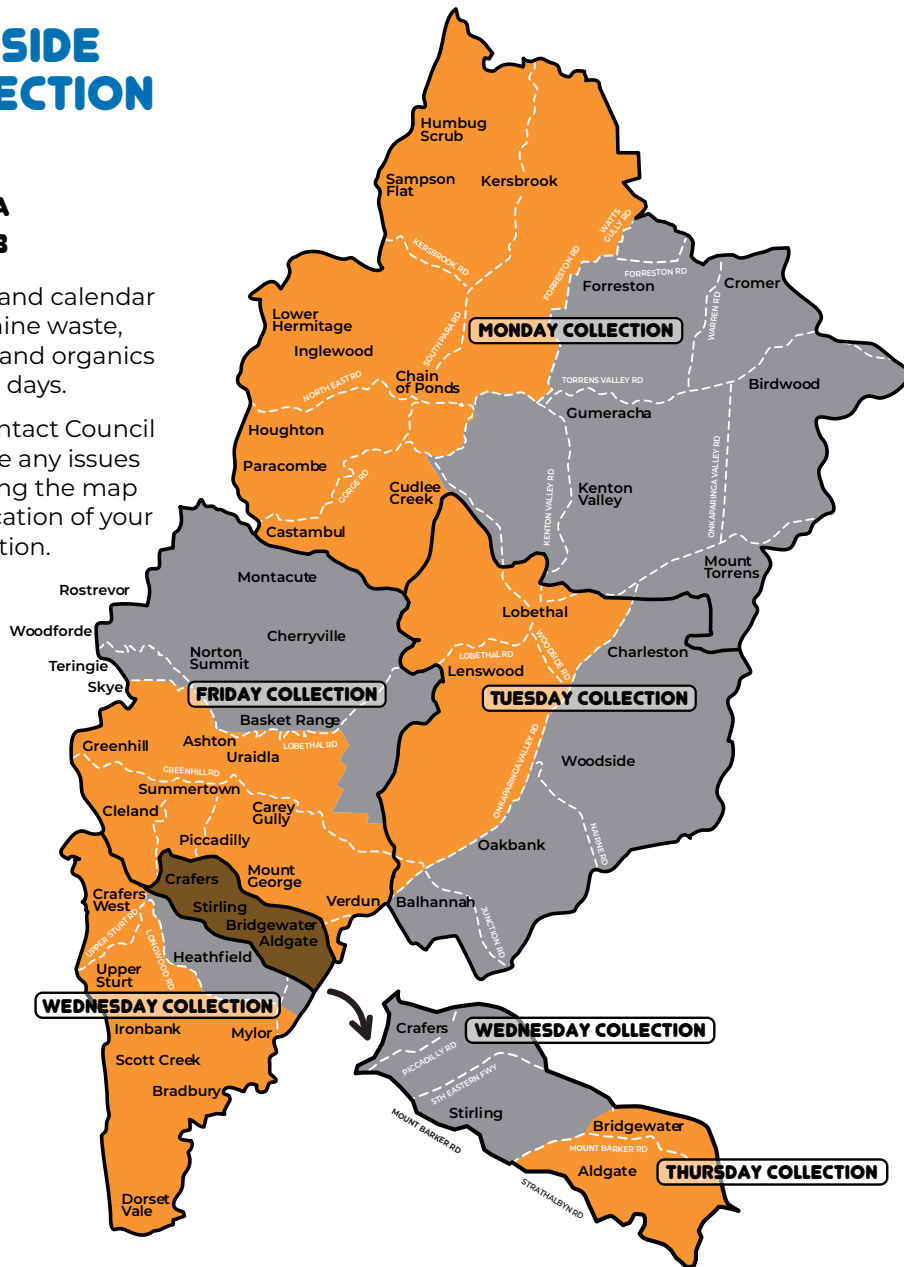 SIDE
ECTION
A
B
and calendar
nine waste,
and organics
days.
ntact Council
e any issues
ng the map
cation of your
tion.
Humbug
Scrub
Sampson
Flat
Kersbrook
KERSBROOK RD
WATTS
GULLY RD
FORRESTON RD
FORRESTON RD
Forreston
Cromer
WARREN RD
Lower
Hermitage
Inglewood
SOUTH PARA RD
MONDAY COLLECTION
NORTH EAST RD
Chain
of Ponds
TORRENS VALLEY RD
Birdwood
Gumeracha
Houghton
Paracombe
GORGE RD
Cudlee
Creek
KENTON VALLEY RD
Kenton
Valley
ONKAPARINGA VALLEY RD
Castambul
Mount
Torrens
Montacute
Rostrevor
Lobethal
Woodforde
Cherryville
Norton
Summit
LOBETHAL RD
WOODSIDE RD
Charleston
Teringie
Lenswood
Skye
FRIDAY COLLECTION
TUESDAY COLLECTION
Basket Range
Greenhill
Ashton
LOBETHAL RD
Uraidla
ONKAPARINGA VALLEY RD
Woodside
GREENHILL RD
Summertown
Cleland
Carey
Gully
Piccadilly
NAIRNE RD
Oakbank
Crafers
Mount
George
Crafers
West
Stirling
Verdun
Balhannah
Bridgewater
Aldgate
UPPER STURT RD
LONGWOOD RD
JUNCTION RD
Heathfield
Upper
Sturt
WEDNESDAY COLLECTION
Ironbank
Mylor
Scott Creek
Bradbury
Dorset
Vale
Crafers
WEDNESDAY COLLECTION
PICCADILLY RD
STH EASTERN FWY
Stirling
MOUNT BARKER RD
Bridgewater
MOUNT BARKER RD
Aldgate
THURSDAY COLLECTION
STRATHALBYN RD